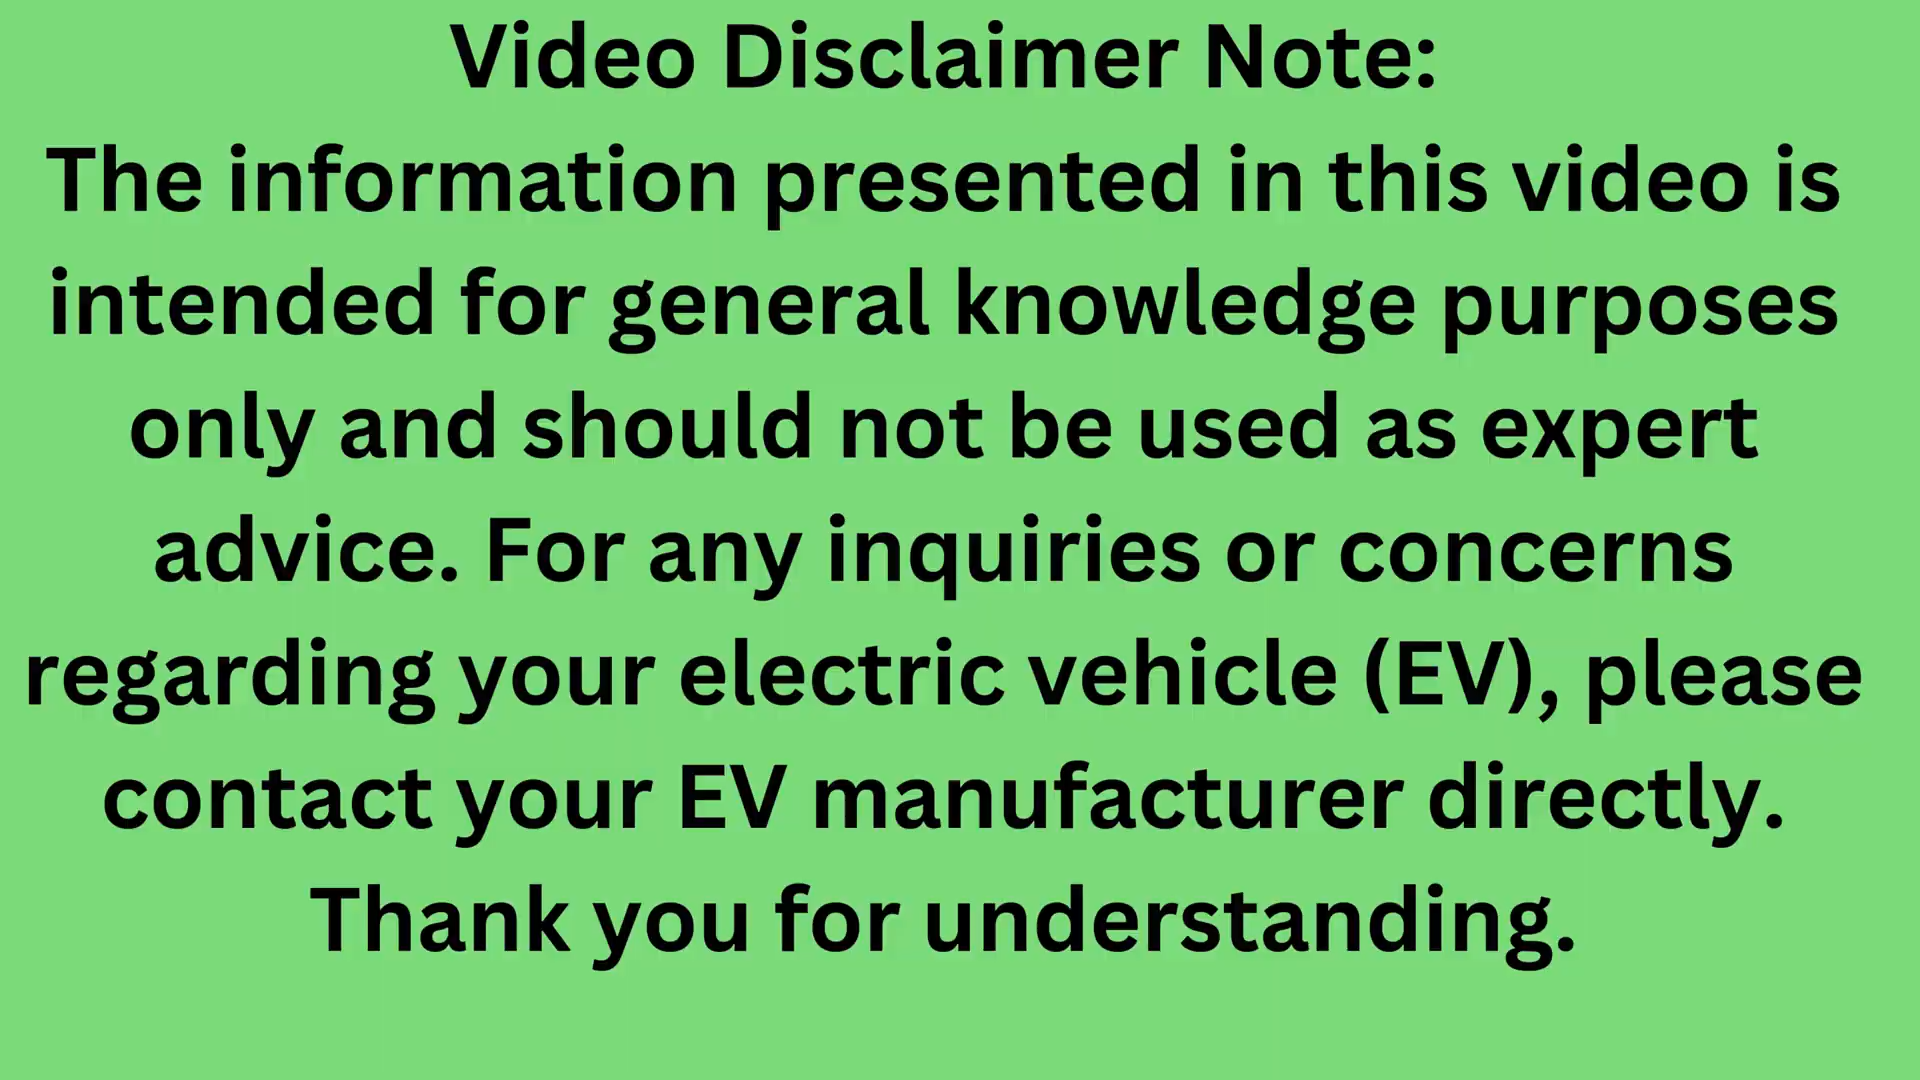 Video Disclaimer Note:
The information presented in this video is
intended for general knowledge purposes
only and should not be used as expert
advice. For any inquiries or concerns
regarding your electric vehicle (EV), please
contact your EV manufacturer directly.
Thank you for understanding.